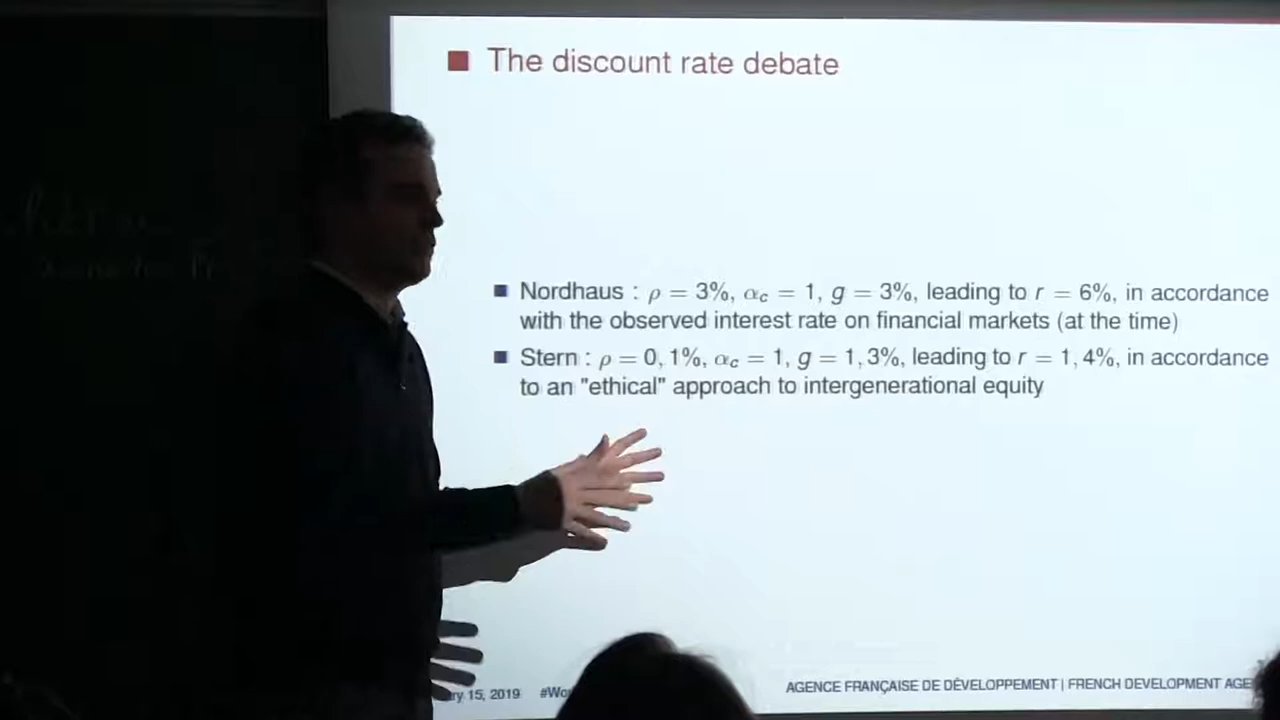 The discount rate debate
Nordhaus : ρ = 3%, αc = 1, g = 3%, leading to r = 6%, in accordance
with the observed interest rate on financial markets (at the time)
Stern : ρ = 0, 1%, αc = 1, g = 1, 3%, leading to r = 1, 4%, in accordance
to an "ethical" approach to intergenerational equity
15, 2019
AGENCE FRANÇAISE DE DÉVELOPPEMENT | FRENCH DEVELOPMENT